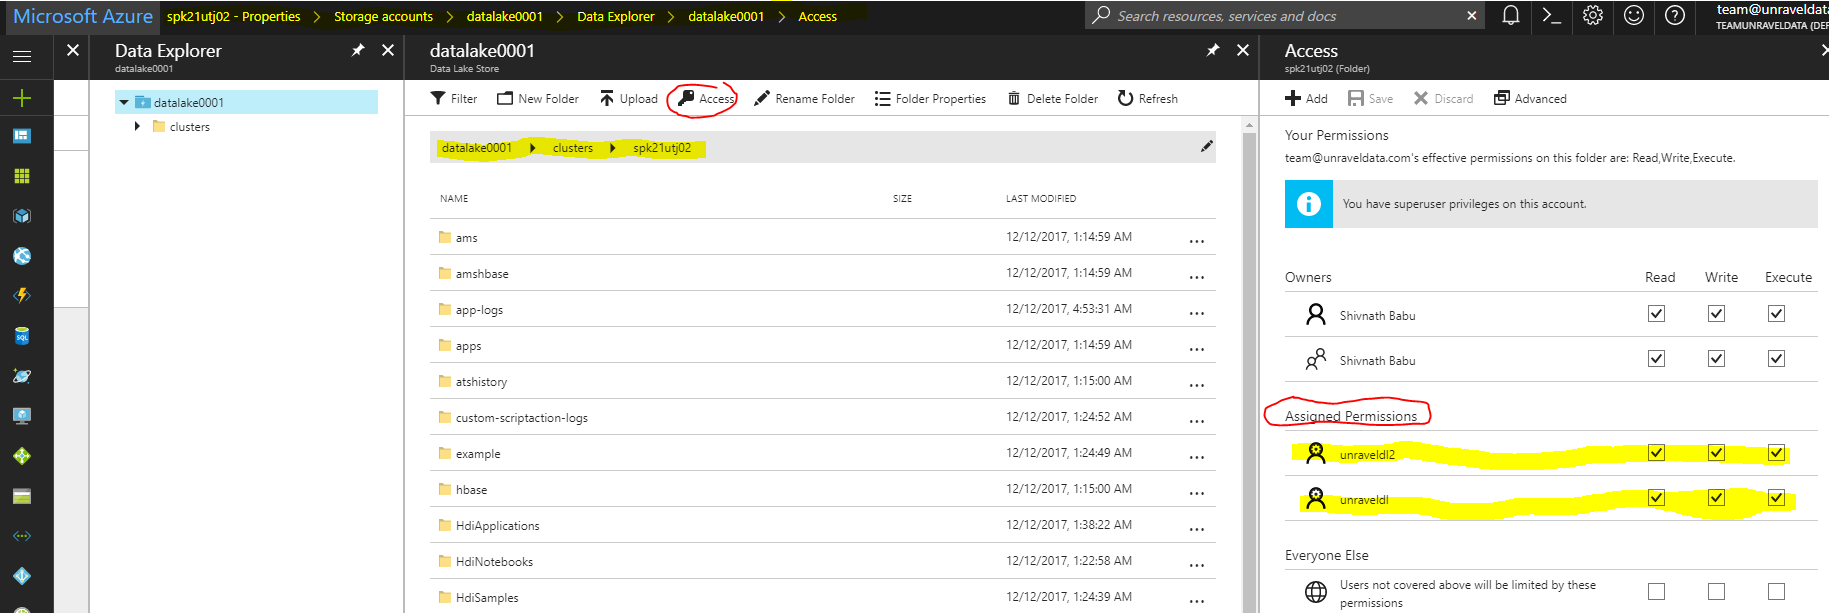 Microsoft Azure spk21utj02 - Properties > Storage accounts > datalake0001 > Data Explorer > datalake0001 > Access
Search resources, services and docs
team@unraveldata
TEAMUNRAVELDATA (DEF
Data Explorer
datalake0001
datalake0001
clusters
datalake0001
Data Lake Store
Filter New Folder Upload Access Rename Folder Folder Properties Delete Folder Refresh
datalake0001 clusters spk21utj02
NAME SIZE LAST MODIFIED
ams 12/12/2017, 1:14:59 AM ...
amshbase 12/12/2017, 1:14:59 AM ...
app-logs 12/12/2017, 4:53:31 AM ...
apps 12/12/2017, 1:14:59 AM ...
atshistory 12/12/2017, 1:15:00 AM ...
custom-scriptaction-logs 12/12/2017, 1:24:52 AM ...
example 12/12/2017, 1:24:49 AM ...
hbase 12/12/2017, 1:15:00 AM ...
HdiApplications 12/12/2017, 1:38:22 AM ...
HdiNotebooks 12/12/2017, 1:22:58 AM ...
HdiSamples 12/12/2017, 1:24:39 AM ...
Access
spk21utj02 (Folder)
Add Save Discard Advanced
Your Permissions
team@unraveldata.com's effective permissions on this folder are: Read,Write,Execute.
You have superuser privileges on this account.
Owners Read Write Execute
Shivnath Babu
Shivnath Babu
Assigned Permissions
unraveldl2
unraveldl
Everyone Else
Users not covered above will be limited by these
permissions
SQL